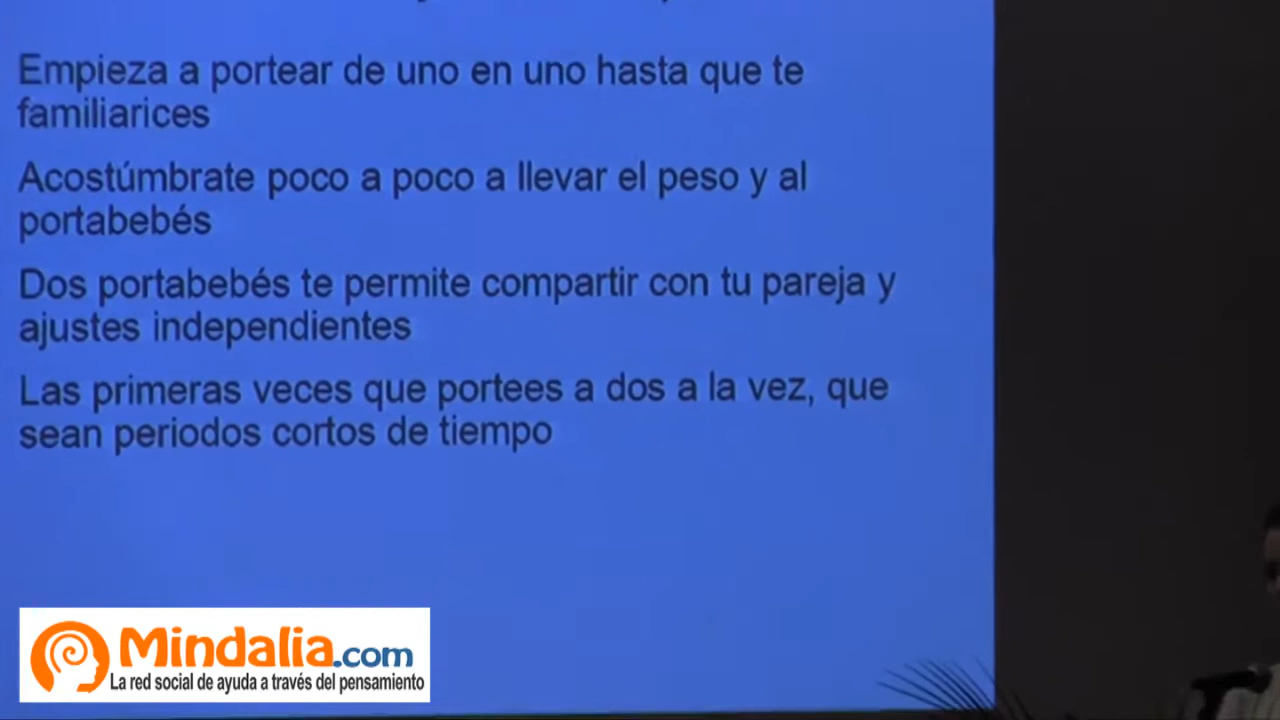 Empieza a portear de uno en uno hasta que te
familiarices
Acostúmbrate poco a poco a llevar el peso y al
portabebés
Dos portabebés te permite compartir con tu pareja y
ajustes independientes
Las primeras veces que portees a dos a la vez, que
sean periodos cortos de tiempo
Mindalia.com
La red social de ayuda a través del pensamiento